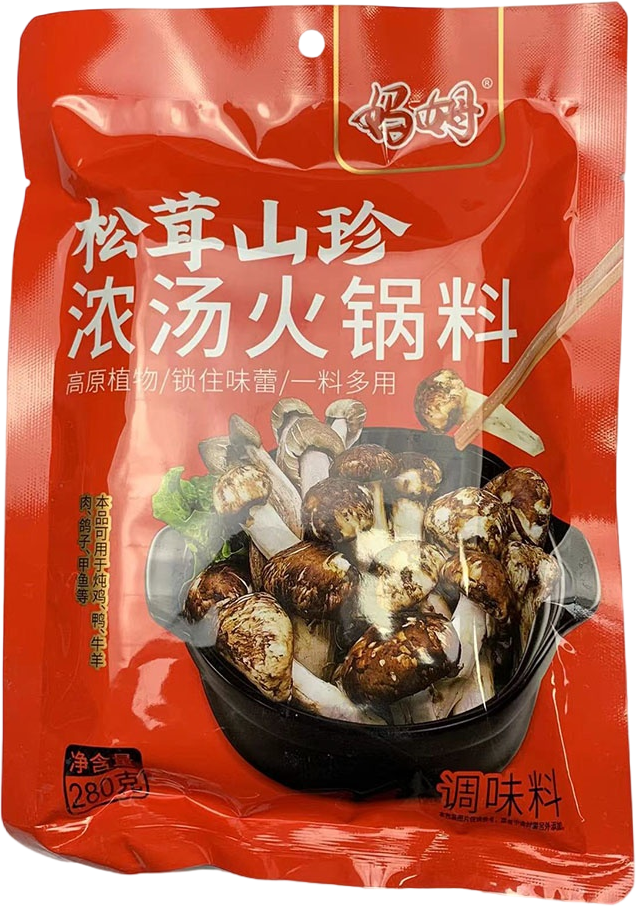 妈姆®
松茸山珍
浓汤火锅料
高原植物/锁住味蕾/一料多用
本品可用于炖鸡、鸭、牛羊
肉、鸽子、甲鱼等
净含量
280克
调味料